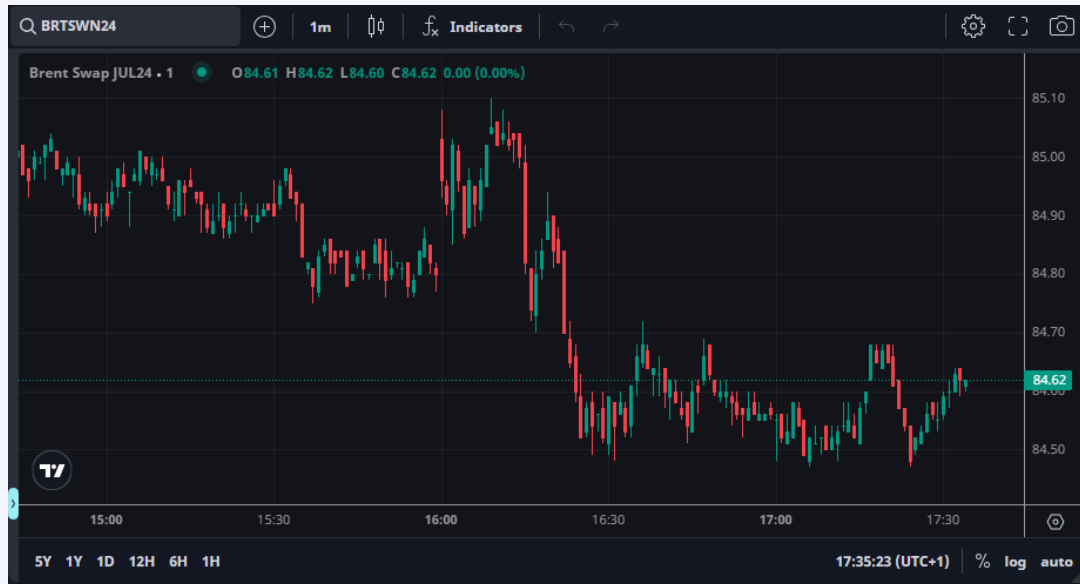 BRTSWN24 1m Indicators
Brent Swap JUL24 • 1 O84.61 H84.62 L84.60 C84.62 0.00 (0.00%)
85.10
85.00
84.90
84.80
84.70
84.62
84.60
84.50
15:00 15:30 16:00 16:30 17:00 17:30
5Y 1Y 1D 12H 6H 1H 17:35:23 (UTC+1) % log auto